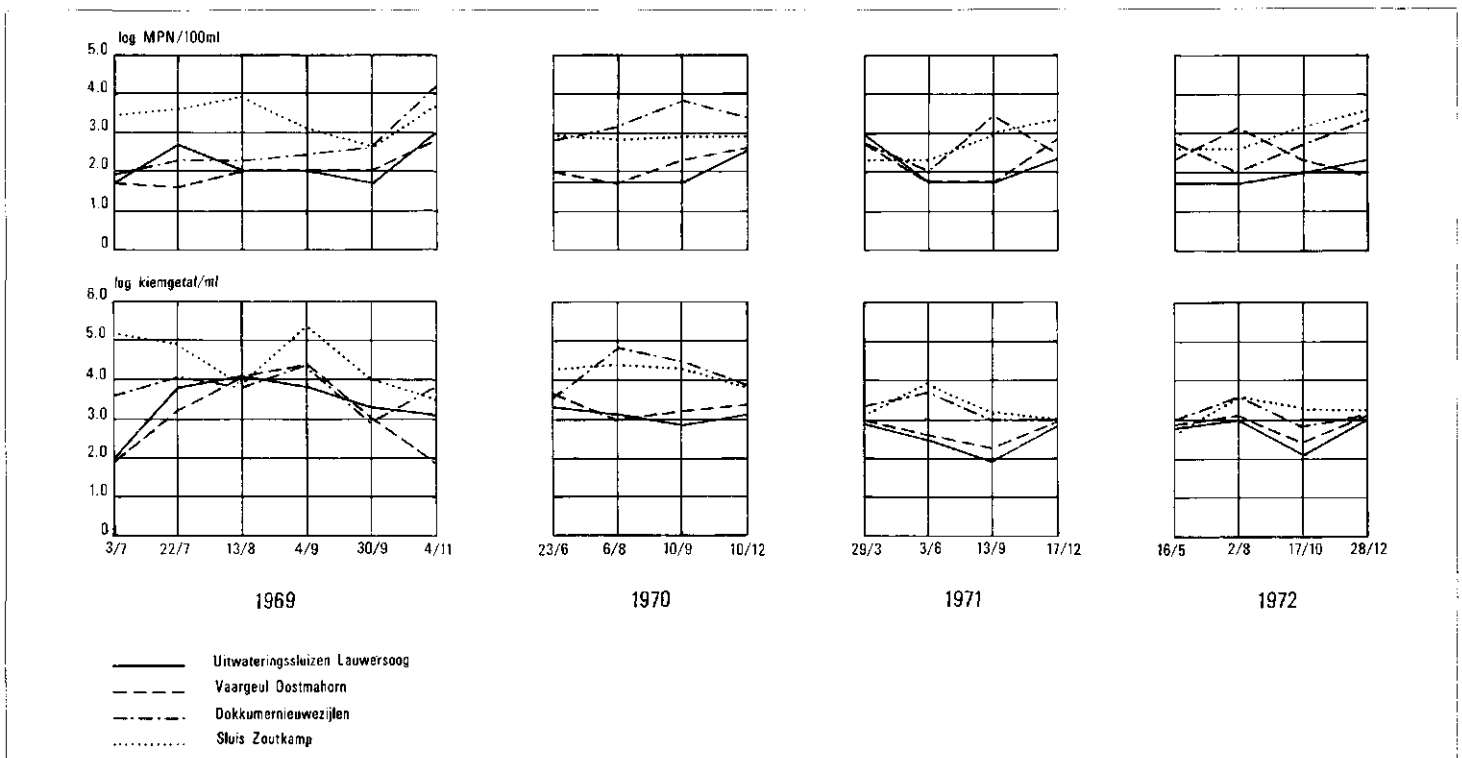 log MPN/100ml
5.0
4.0
3.0
2.0
1.0
0
log kiemgetal/ml
6.0
5.0
4.0
3.0
2.0
1.0
0
3/7 22/7 13/8 4/9 30/9 4/11 23/6 6/8 10/9 10/12 29/3 3/6 13/9 17/12 16/5 2/8 17/10 28/12
1969 1970 1971 1972
Uitwateringssluizen Lauwersoog
Vaargeul Oostmahorn
Dokkumernieuwezijlen
Sluis Zoutkamp